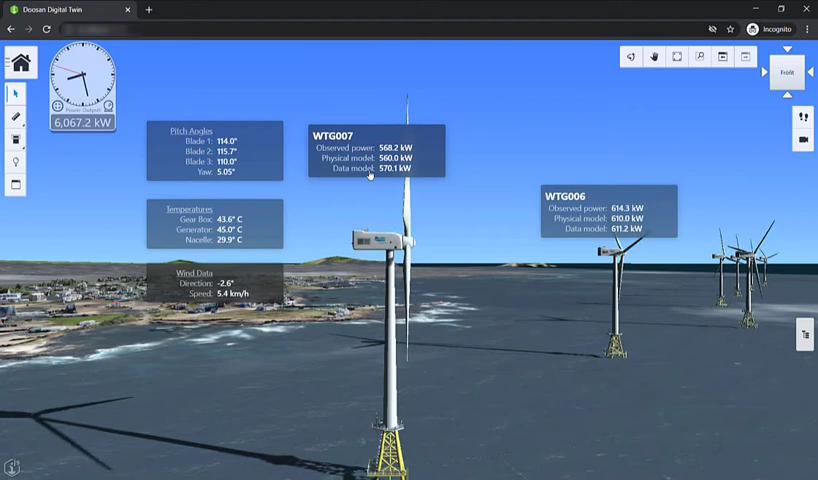 Doosan Digital Twin
Incognito
Power Output
6,067.2 kW
Front
Pitch Angles
Blade 1: 114.0°
Blade 2: 115.7°
Blade 3: 110.0°
Yaw: 5.05°
WTG007
Observed power: 568.2 kW
Physical model: 560.0 kW
Data model: 570.1 kW
WTG006
Observed power: 614.3 kW
Physical model: 610.0 kW
Data model: 611.2 kW
Temperatures
Gear Box: 43.6° C
Generator: 45.0° C
Nacelle: 29.9° C
Wind Data
Direction: -2.6°
Speed: 5.4 km/h